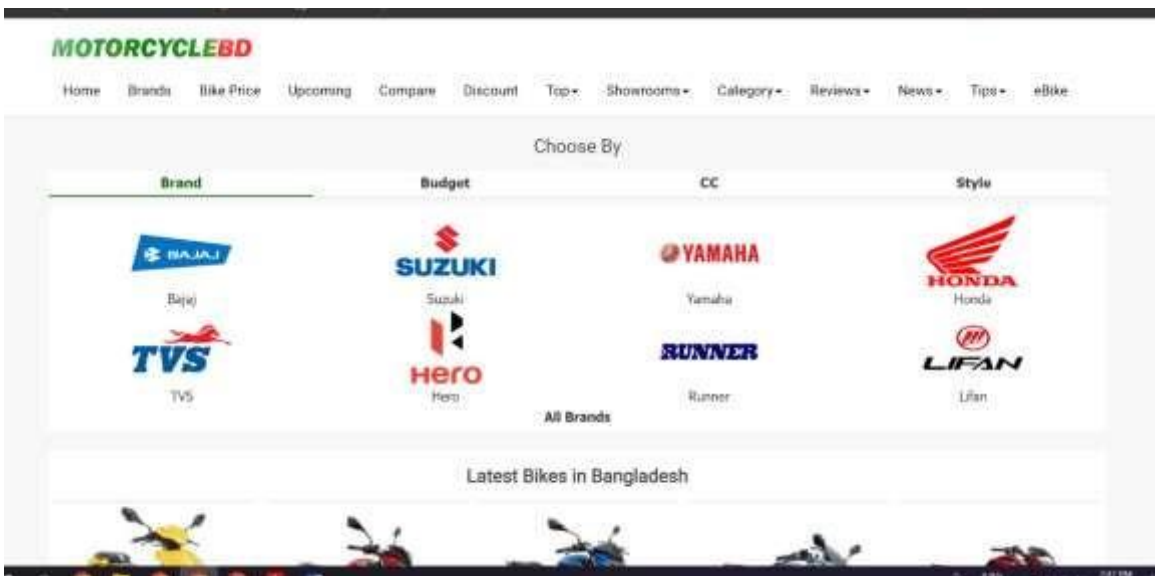 MOTORCYCLEBD
Home Brands Bike Price Upcoming Compare Discount Top Showrooms Category Reviews News Tips eBike
Choose By
Brand Budget CC Style
BAJAJ SUZUKI YAMAHA HONDA
Bajaj Suzuki Yamaha Honda
TVS Hero RUNNER LIFAN
TVS Hero Runner Lifan
All Brands
Latest Bikes in Bangladesh